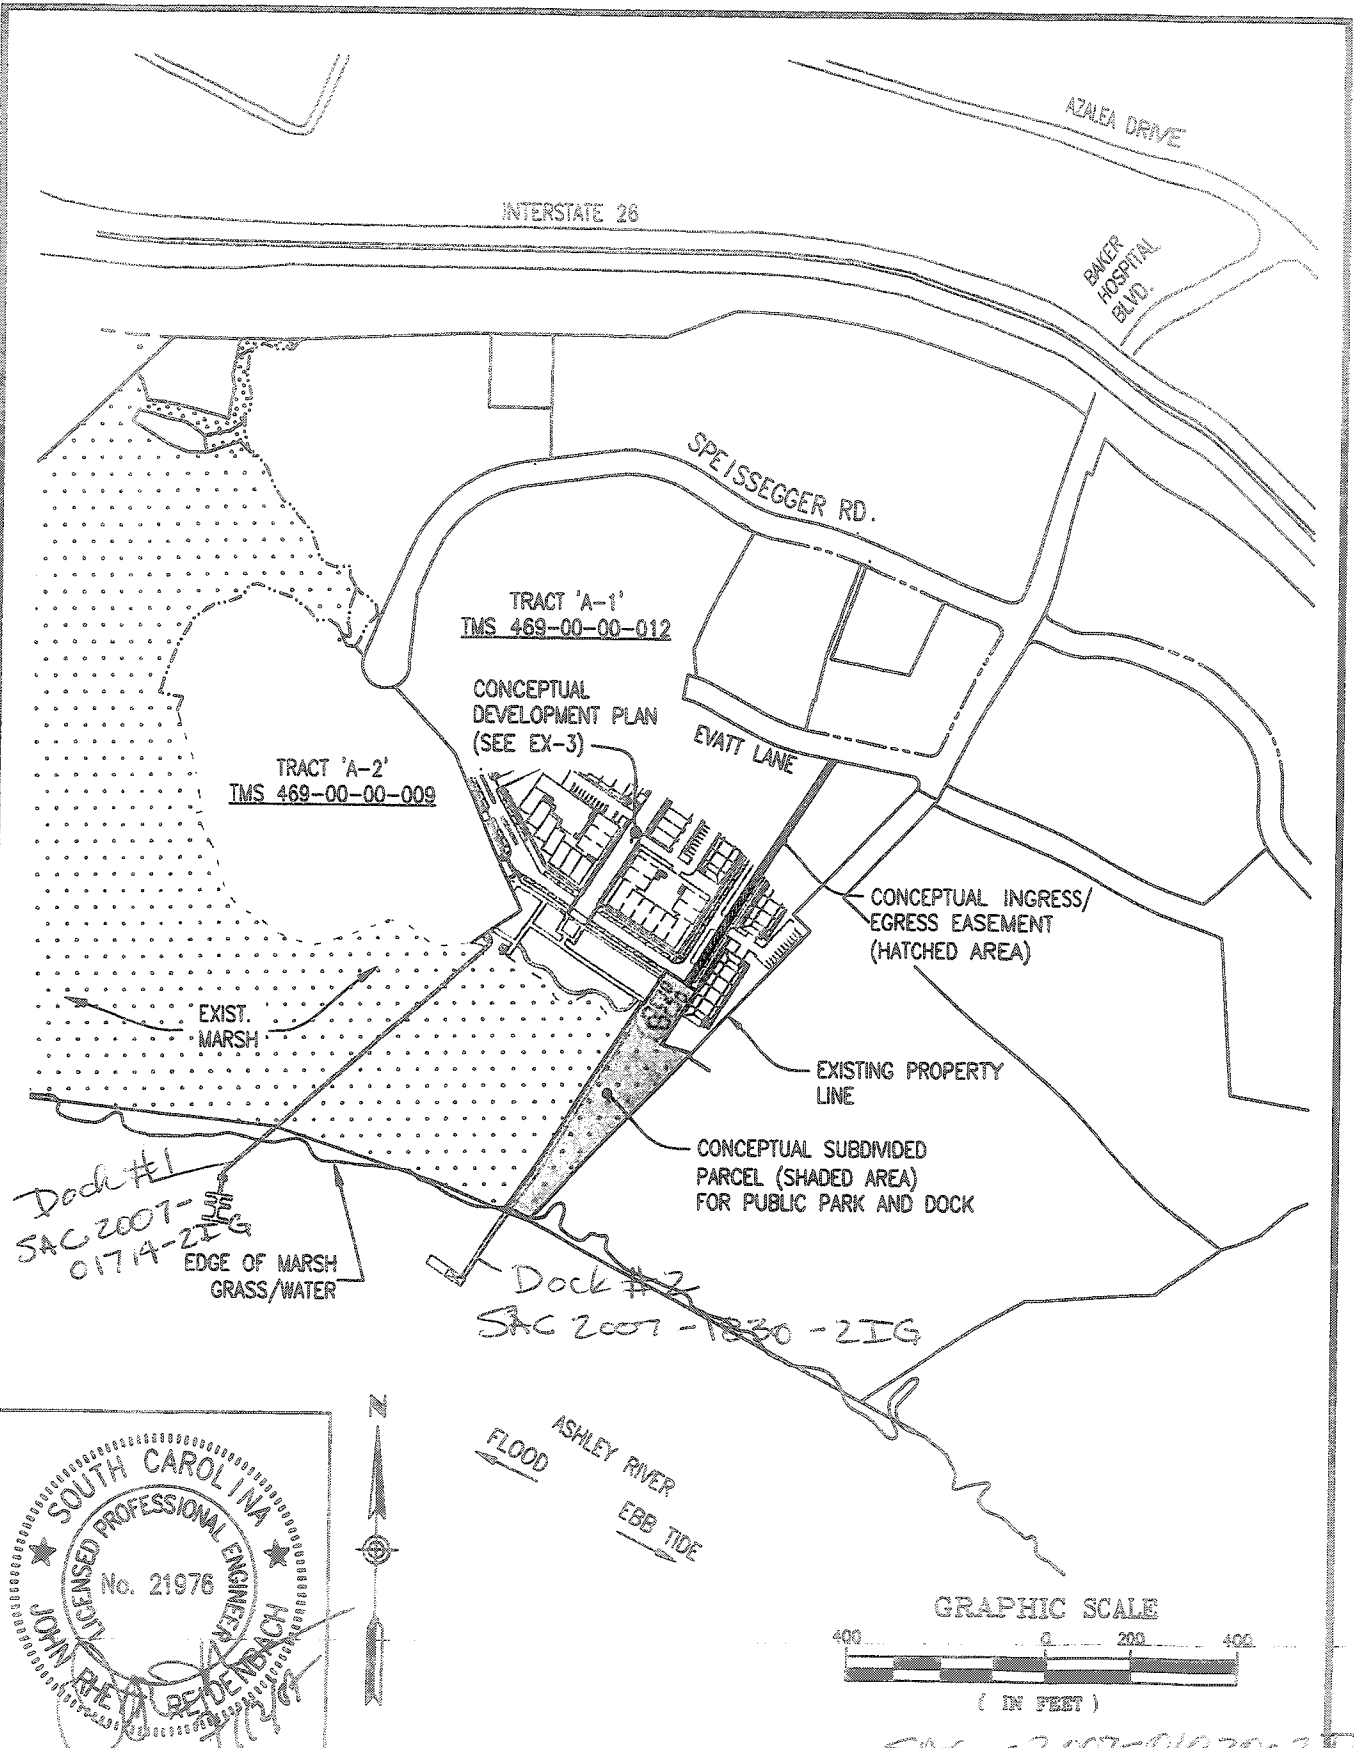 AZALEA DRIVE
INTERSTATE 26
BAKER
HOSPITAL
BLVD.
SPEISSEGGER RD.
TRACT 'A-1'
TMS 469-00-00-012
CONCEPTUAL
DEVELOPMENT PLAN
(SEE EX-3)
EVATT LANE
TRACT 'A-2'
TMS 469-00-00-009
CONCEPTUAL INGRESS/
EGRESS EASEMENT
(HATCHED AREA)
EXIST.
MARSH
EXISTING PROPERTY
LINE
CONCEPTUAL SUBDIVIDED
PARCEL (SHADED AREA)
FOR PUBLIC PARK AND DOCK
Dock #1
SAC 2007-
01714-2IG
EDGE OF MARSH
GRASS/WATER
Dock #2
SAC 2007-1830-2IG
N
FLOOD
ASHLEY RIVER
EBB TIDE
SOUTH CAROLINA
LICENSED PROFESSIONAL ENGINEER
No. 21976
JOHN RHETT REIDENBACH
GRAPHIC SCALE
400 0 200 400
( IN FEET )